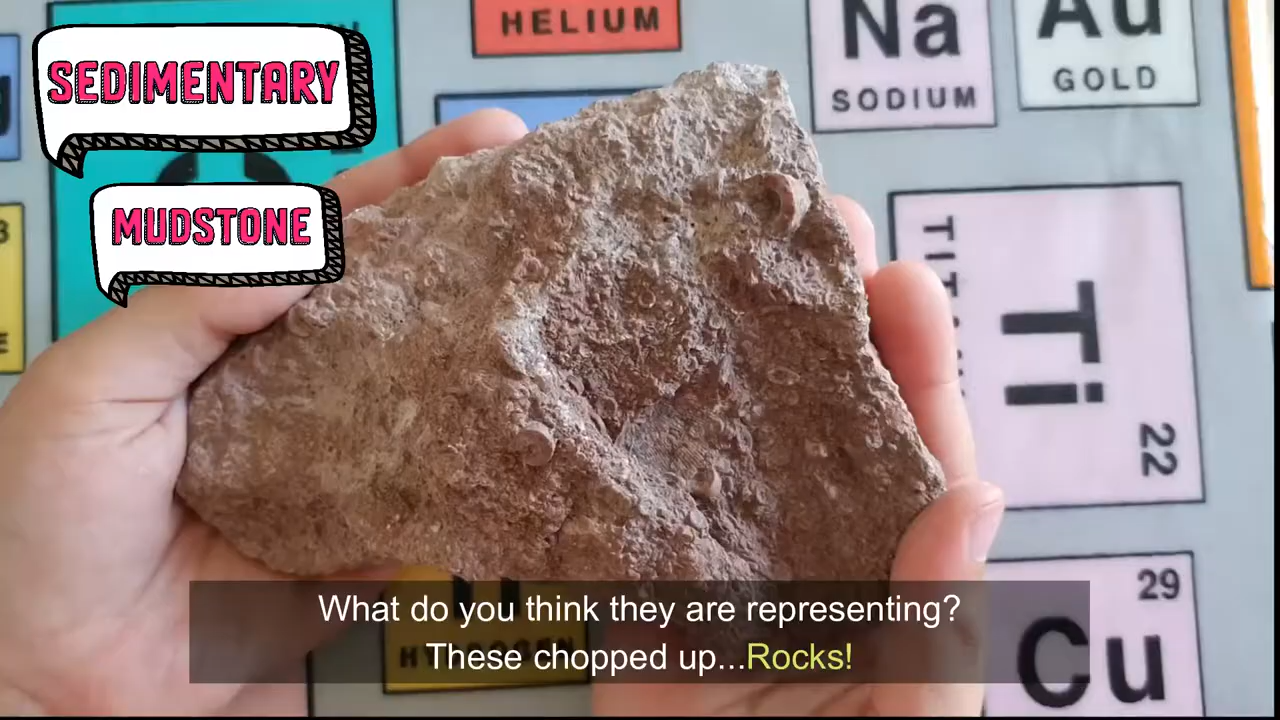 SEDIMENTARY
MUDSTONE
HELIUM
Na
SODIUM
Au
GOLD
Ti
22
29
Cu
What do you think they are representing?
These chopped up...Rocks!